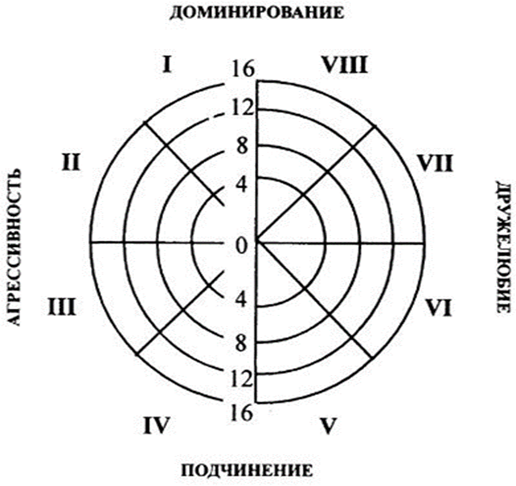 ДОМИНИРОВАНИЕ
I
16
VIII
12
II
8
VII
4
АГРЕССИВНОСТЬ
0
ДРУЖЕЛЮБИЕ
III
4
VI
8
12
IV
16
V
ПОДЧИНЕНИЕ